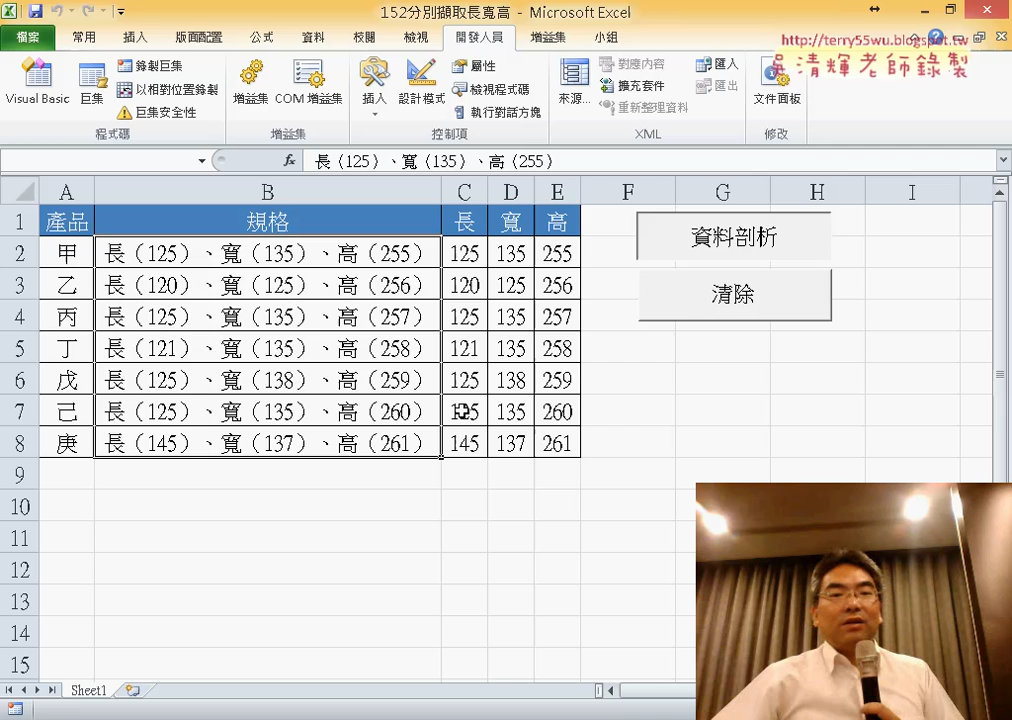 152分別擷取長寬高 - Microsoft Excel
檔案 常用 插入 版面配置 公式 資料 校閱 檢視 開發人員 增益集 小組
http://terry55wu.blogspot.tw
吳清輝老師錄製
Visual Basic 巨集 錄製巨集 以相對位置錄製 巨集安全性 程式碼
增益集 COM 增益集 增益集
插入 設計模式 屬性 檢視程式碼 執行對話方塊 控制項
來源... 對應內容 擴充套件 重新整理資料 匯入 匯出 XML
文件面板 修改
fx 長（125）、寬（135）、高（255）
A B C D E F G H I
1 產品 規格 長 寬 高
2 甲 長（125）、寬（135）、高（255） 125 135 255
3 乙 長（120）、寬（125）、高（256） 120 125 256
4 丙 長（125）、寬（135）、高（257） 125 135 257
5 丁 長（121）、寬（135）、高（258） 121 135 258
6 戊 長（125）、寬（138）、高（259） 125 138 259
7 己 長（125）、寬（135）、高（260） 125 135 260
8 庚 長（145）、寬（137）、高（261） 145 137 261
資料剖析
清除
9
10
11
12
13
14
15
Sheet1